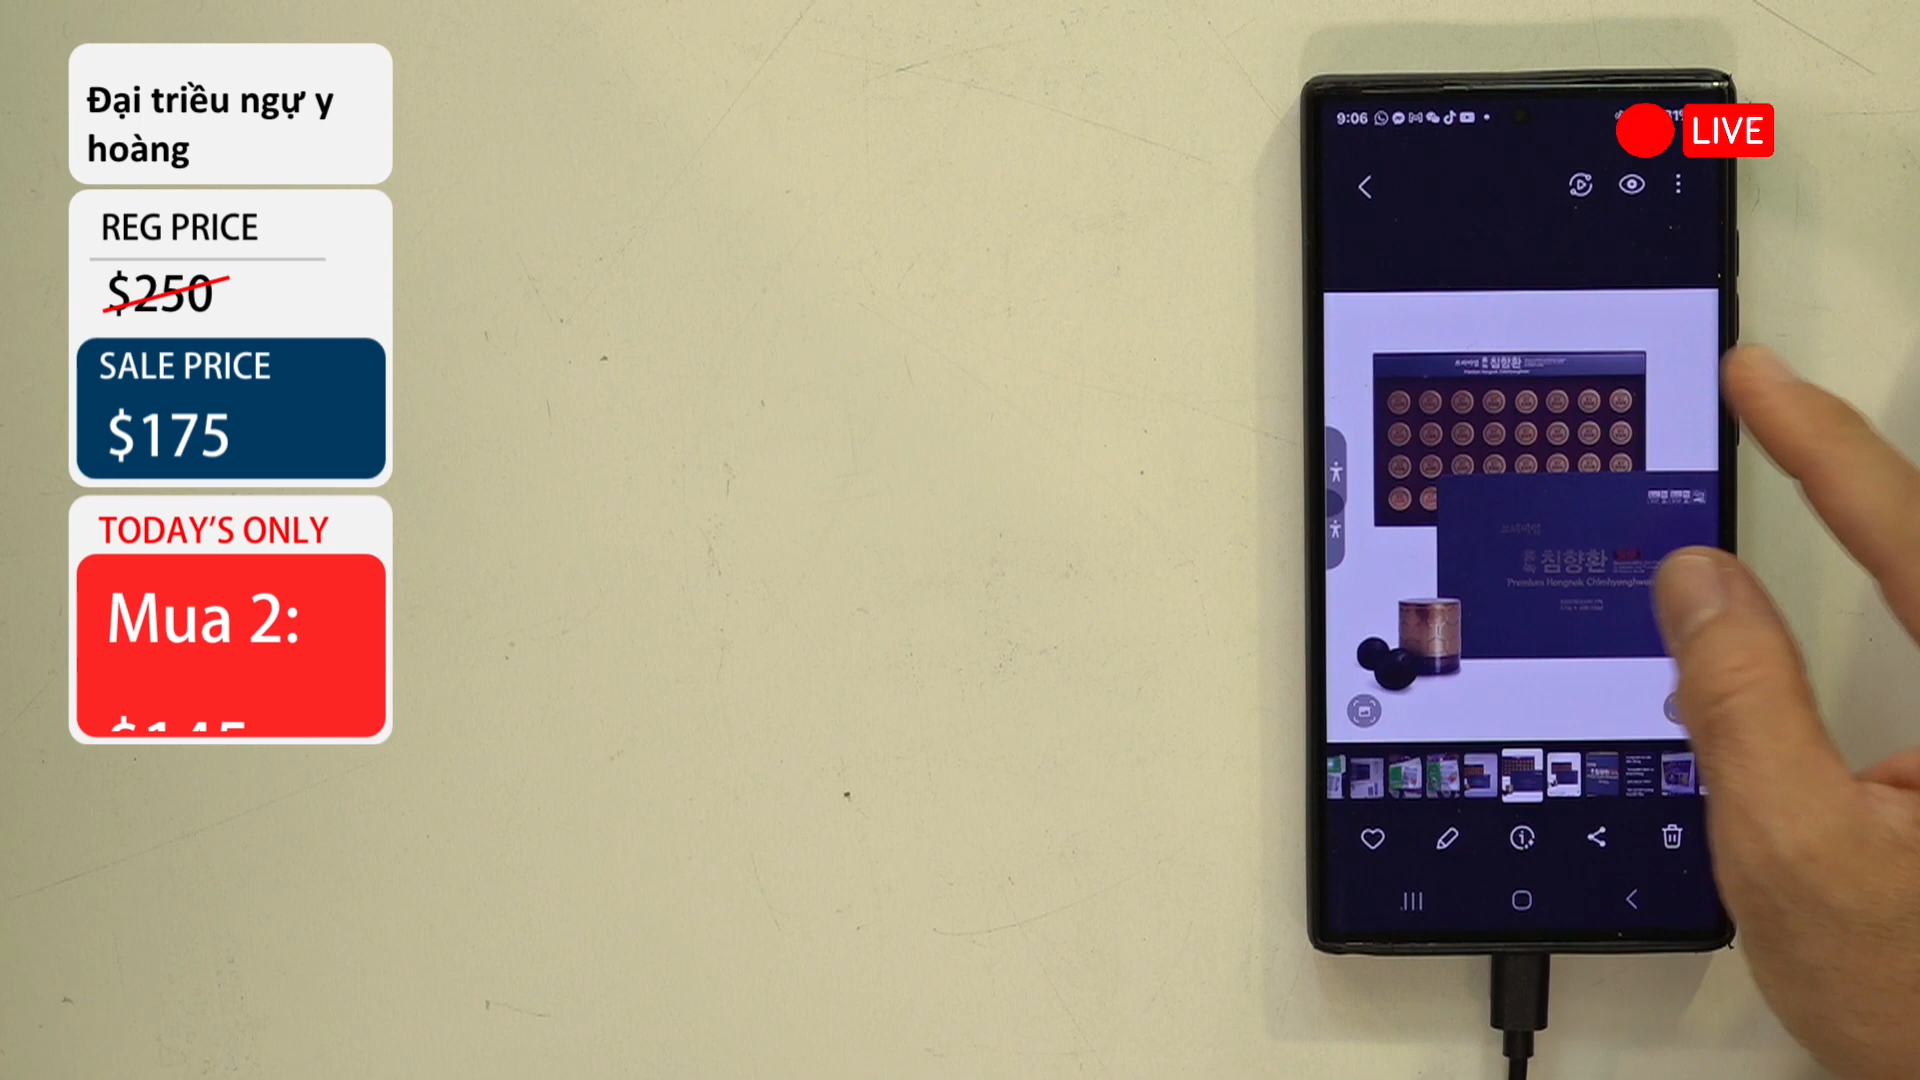 Đại triều ngự y
hoàng
REG PRICE
$250
SALE PRICE
$175
TODAY'S ONLY
Mua 2:
$145
LIVE
9:06
침향환
침향환
Premium Hongnok Chimhyanghwan